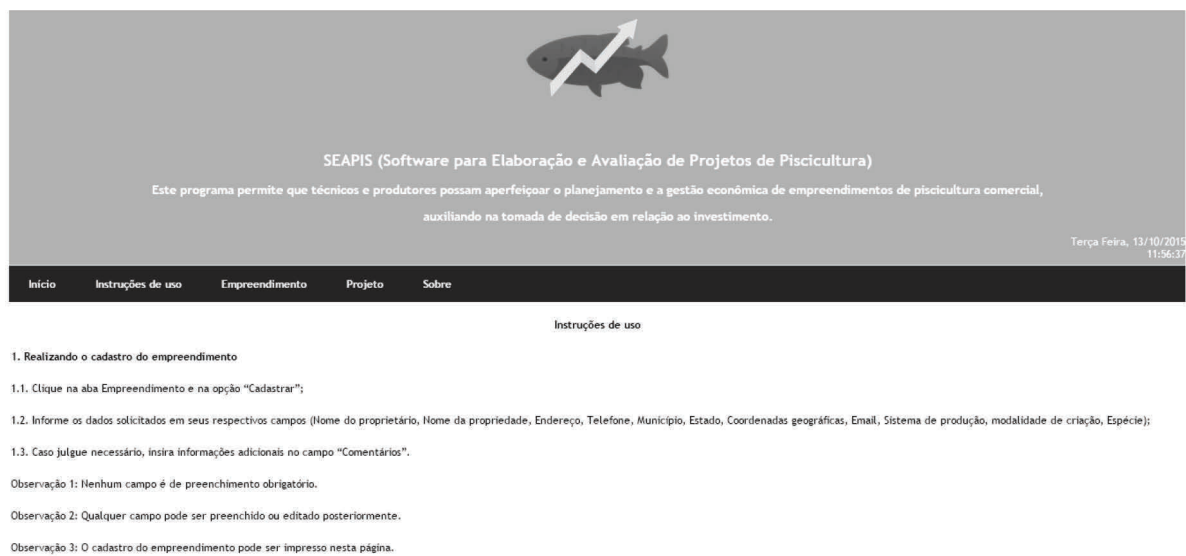 SEAPIS (Software para Elaboração e Avaliação de Projetos de Piscicultura)
Este programa permite que técnicos e produtores possam aperfeiçoar o planejamento e a gestão econômica de empreendimentos de piscicultura comercial,
auxiliando na tomada de decisão em relação ao investimento.
Terça Feira, 13/10/2015
11:56:37
Início Instruções de uso Empreendimento Projeto Sobre
Instruções de uso
1. Realizando o cadastro do empreendimento
1.1. Clique na aba Empreendimento e na opção “Cadastrar”;
1.2. Informe os dados solicitados em seus respectivos campos (Nome do proprietário, Nome da propriedade, Endereço, Telefone, Município, Estado, Coordenadas geográficas, Email, Sistema de produção, modalidade de criação, Espécie);
1.3. Caso julgue necessário, insira informações adicionais no campo “Comentários”.
Observação 1: Nenhum campo é de preenchimento obrigatório.
Observação 2: Qualquer campo pode ser preenchido ou editado posteriormente.
Observação 3: O cadastro do empreendimento pode ser impresso nesta página.